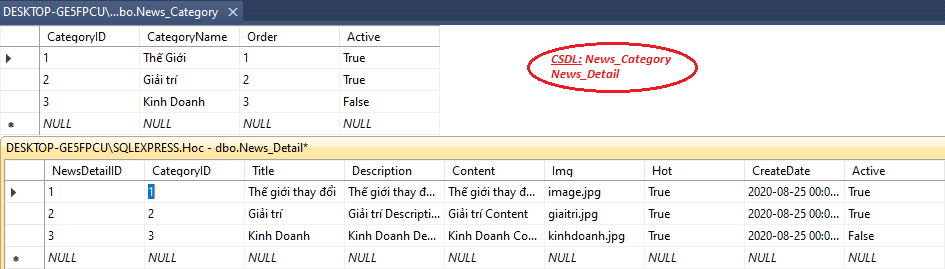 DESKTOP-GE5FPCU\...bo.News_Category
CategoryID CategoryName Order Active
1 Thế Giới 1 True
2 Giải trí 2 True
3 Kinh Doanh 3 False
NULL NULL NULL NULL
CSDL: News_Category
News_Detail
DESKTOP-GE5FPCU\SQLEXPRESS.Hoc - dbo.News_Detail*
NewsDetailID CategoryID Title Description Content Img Hot CreateDate Active
1 1 Thế giới thay đổi Thế giới thay đ... Thế giới thay đ... image.jpg True 2020-08-25 00:0... True
2 2 Giải trí Giải trí Descripti... Giải trí Content giaitri.jpg True 2020-08-25 00:0... True
3 3 Kinh Doanh Kinh Doanh De... Kinh Doanh Co... kinhdoanh.jpg True 2020-08-25 00:0... False
NULL NULL NULL NULL NULL NULL NULL NULL NULL